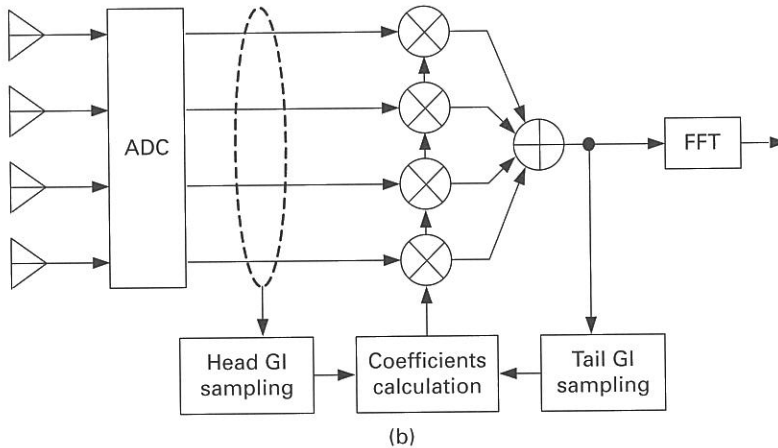 ADC
FFT
Head GI
sampling
Coefficients
calculation
Tail GI
sampling
(b)